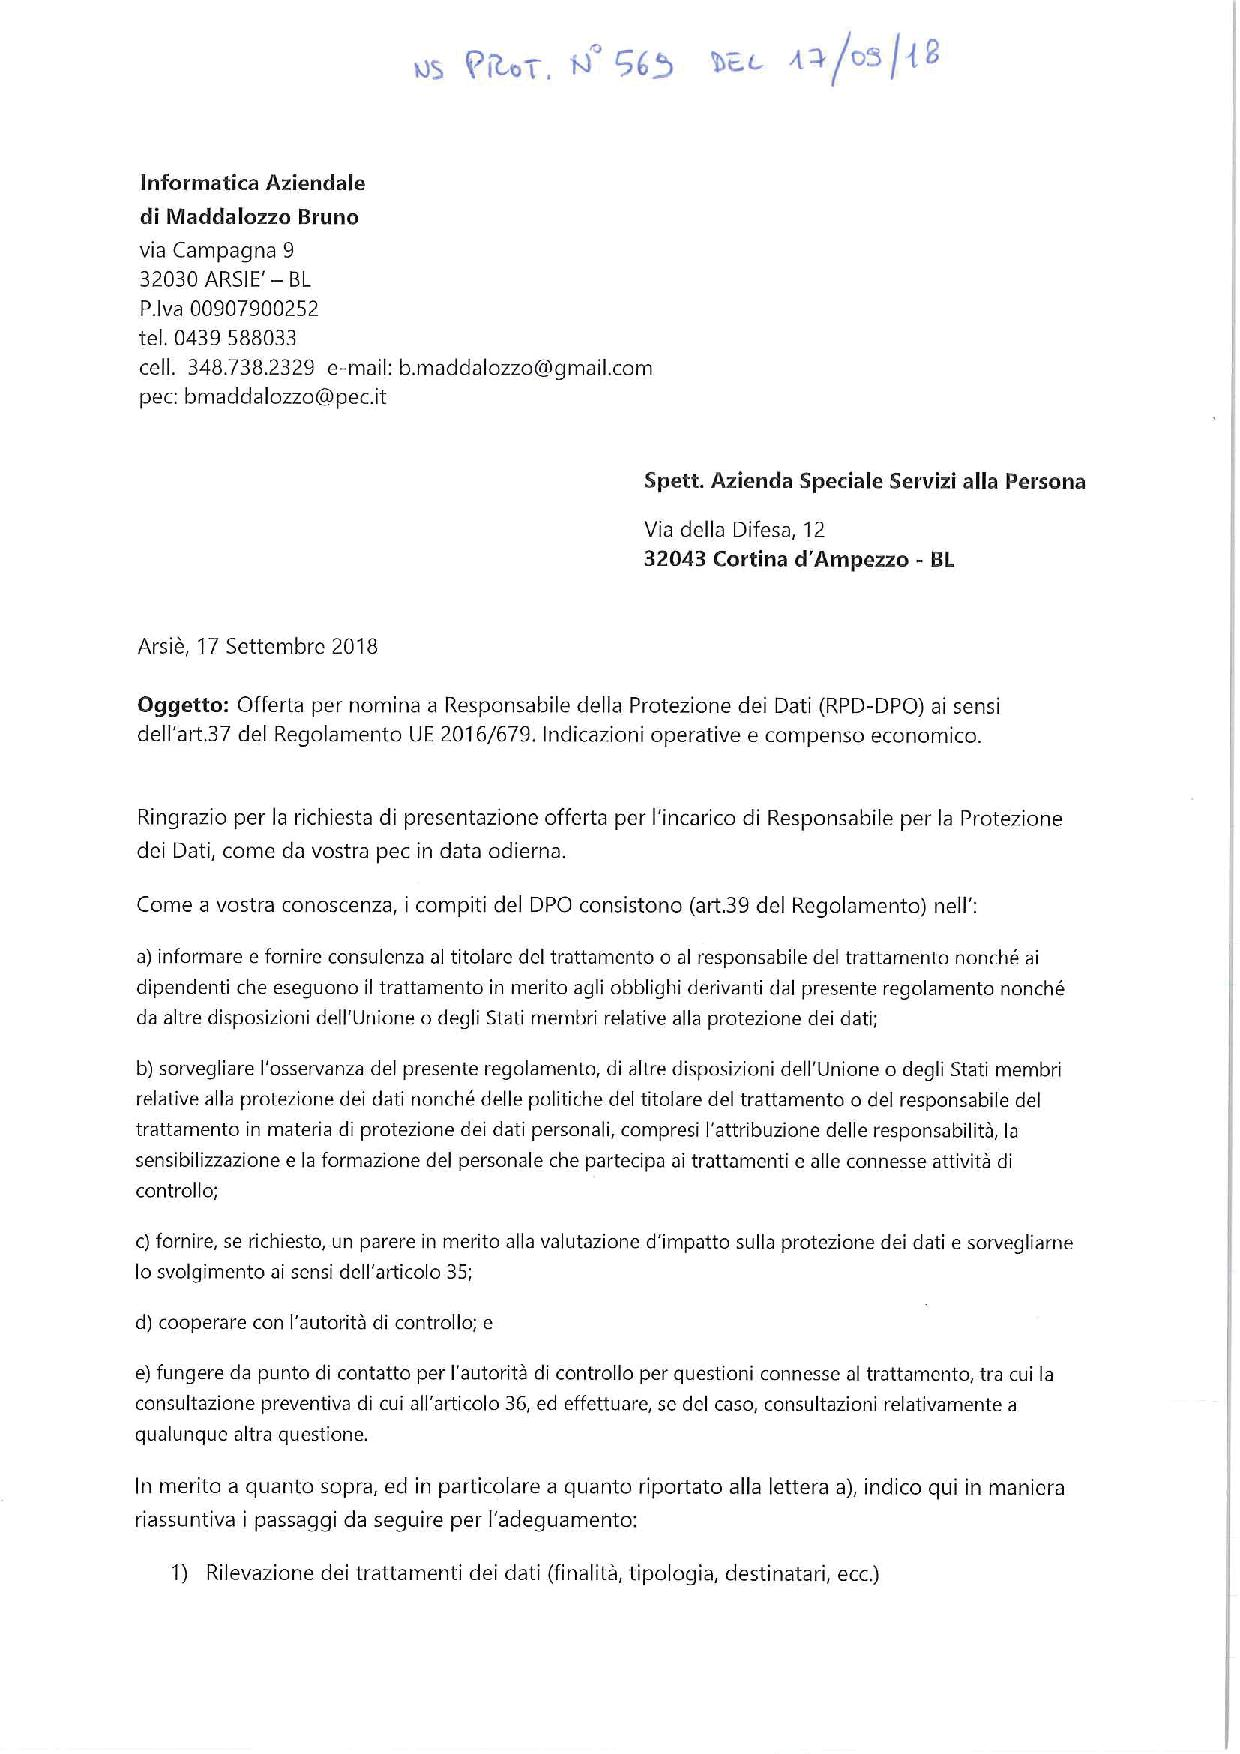 NS PROT. N° 569 DEL 17/09/18
Informatica Aziendale
di Maddalozzo Bruno
via Campagna 9
32030 ARSIE' – BL
P.Iva 00907900252
tel. 0439 588033
cell. 348.738.2329 e-mail: b.maddalozzo@gmail.com
pec: bmaddalozzo@pec.it
Spett. Azienda Speciale Servizi alla Persona
Via della Difesa, 12
32043 Cortina d'Ampezzo - BL
Arsiè, 17 Settembre 2018
Oggetto: Offerta per nomina a Responsabile della Protezione dei Dati (RPD-DPO) ai sensi
dell'art.37 del Regolamento UE 2016/679. Indicazioni operative e compenso economico.
Ringrazio per la richiesta di presentazione offerta per l'incarico di Responsabile per la Protezione
dei Dati, come da vostra pec in data odierna.
Come a vostra conoscenza, i compiti del DPO consistono (art.39 del Regolamento) nell':
a) informare e fornire consulenza al titolare del trattamento o al responsabile del trattamento nonché ai
dipendenti che eseguono il trattamento in merito agli obblighi derivanti dal presente regolamento nonché
da altre disposizioni dell'Unione o degli Stati membri relative alla protezione dei dati;
b) sorvegliare l'osservanza del presente regolamento, di altre disposizioni dell'Unione o degli Stati membri
relative alla protezione dei dati nonché delle politiche del titolare del trattamento o del responsabile del
trattamento in materia di protezione dei dati personali, compresi l'attribuzione delle responsabilità, la
sensibilizzazione e la formazione del personale che partecipa ai trattamenti e alle connesse attività di
controllo;
c) fornire, se richiesto, un parere in merito alla valutazione d'impatto sulla protezione dei dati e sorvegliarne
lo svolgimento ai sensi dell'articolo 35;
d) cooperare con l'autorità di controllo; e
e) fungere da punto di contatto per l'autorità di controllo per questioni connesse al trattamento, tra cui la
consultazione preventiva di cui all'articolo 36, ed effettuare, se del caso, consultazioni relativamente a
qualunque altra questione.
In merito a quanto sopra, ed in particolare a quanto riportato alla lettera a), indico qui in maniera
riassuntiva i passaggi da seguire per l'adeguamento:
1) Rilevazione dei trattamenti dei dati (finalità, tipologia, destinatari, ecc.)